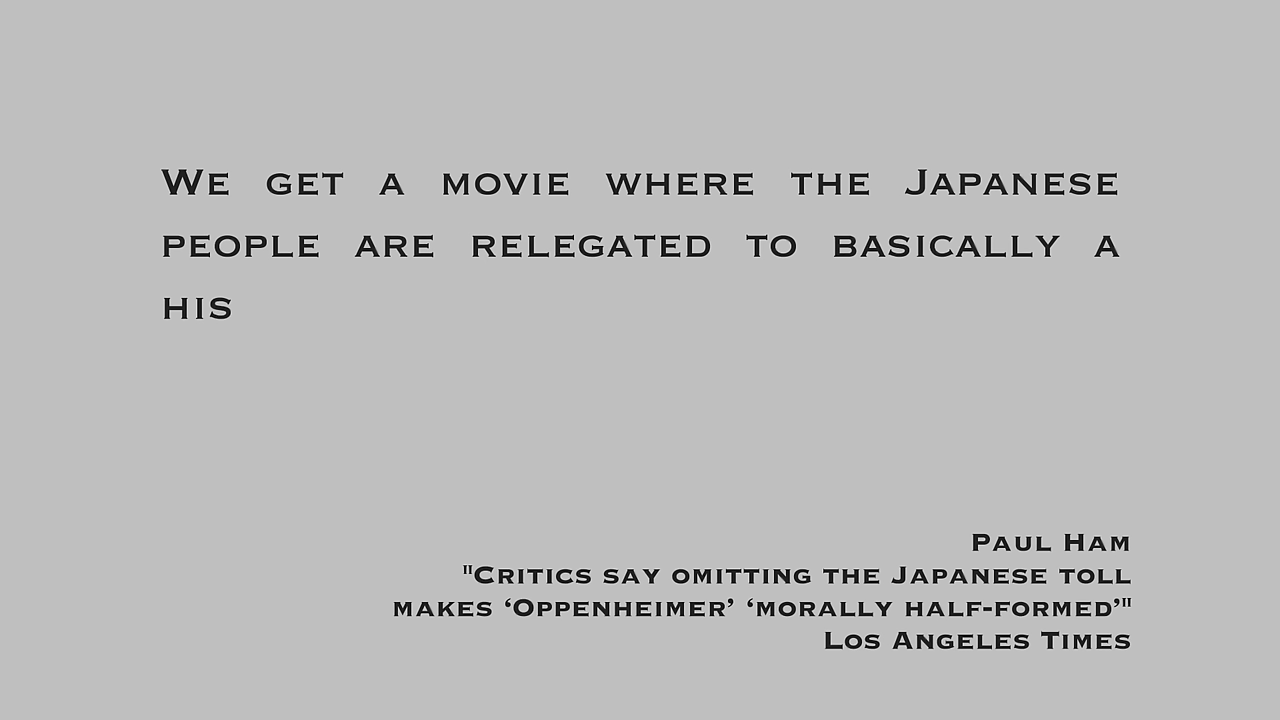 We get a movie where the Japanese
people are relegated to basically a
his
Paul Ham
"Critics say omitting the Japanese toll
makes ‘Oppenheimer’ ‘morally half-formed’"
Los Angeles Times